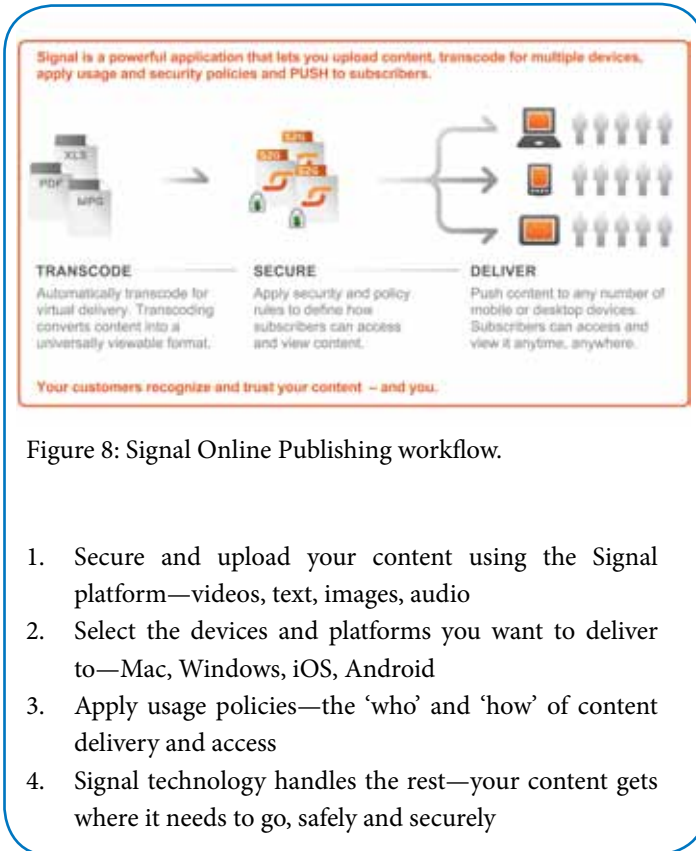 Signal is a powerful application that lets you upload content, transcode for multiple devices,
apply usage and security policies and PUSH to subscribers.
XLS
PDF
MPG
S2G
S2G
S2G
TRANSCODE
Automatically transcode for
virtual delivery. Transcoding
converts content into a
universally viewable format.
SECURE
Apply security and policy
rules to define how
subscribers can access
and view content.
DELIVER
Push content to any number of
mobile or desktop devices.
Subscribers can access and
view it anytime, anywhere.
Your customers recognize and trust your content – and you.
Figure 8: Signal Online Publishing workflow.
1. Secure and upload your content using the Signal
platform—videos, text, images, audio
2. Select the devices and platforms you want to deliver
to—Mac, Windows, iOS, Android
3. Apply usage policies—the ‘who’ and ‘how’ of content
delivery and access
4. Signal technology handles the rest—your content gets
where it needs to go, safely and securely